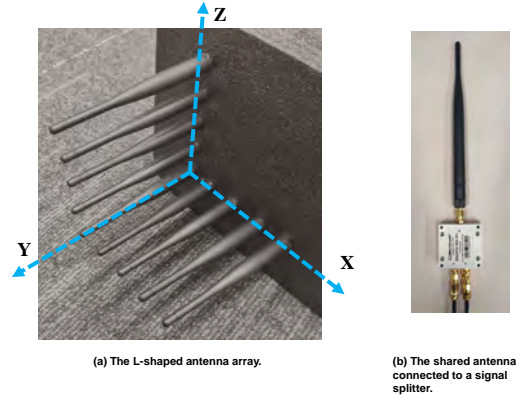 Z
Y
X
(a) The L-shaped antenna array.
(b) The shared antenna
connected to a signal
splitter.